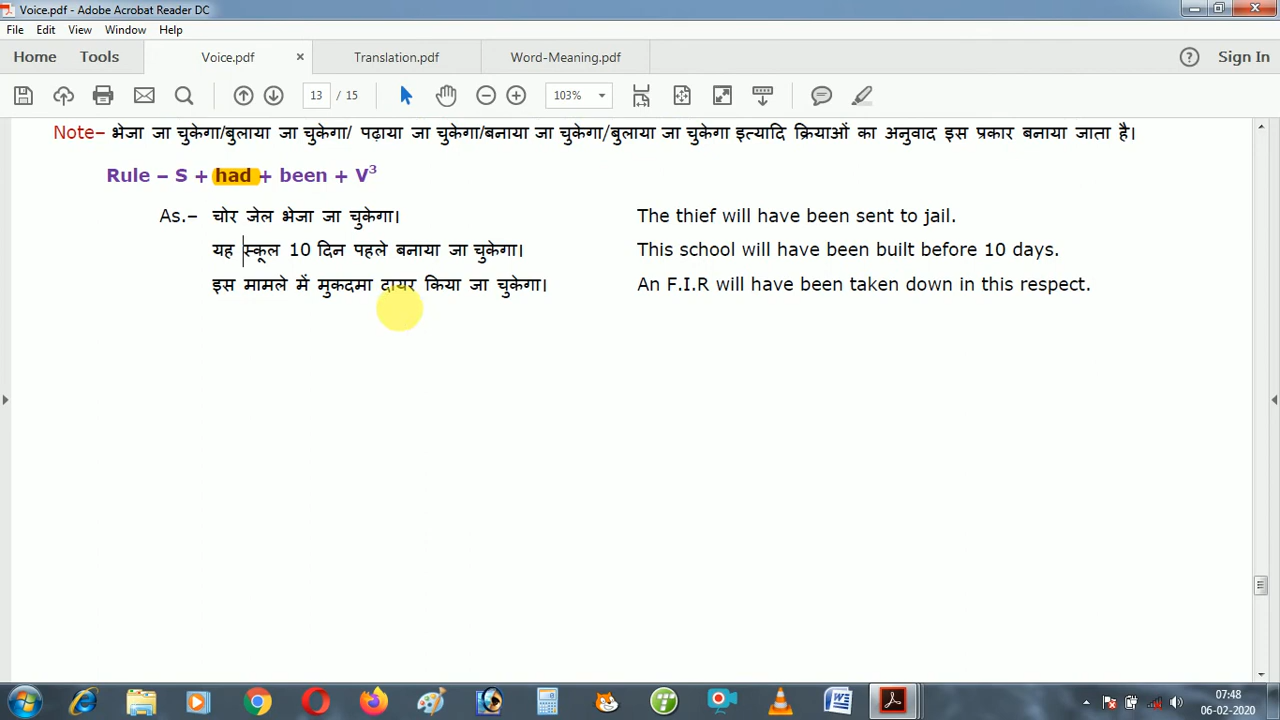 Voice.pdf - Adobe Acrobat Reader DC
File Edit View Window Help
Home Tools Voice.pdf × Translation.pdf Word-Meaning.pdf ? Sign In
13 / 15 103%
Note– भेजा जा चुकेगा/बुलाया जा चुकेगा/ पढ़ाया जा चुकेगा/बनाया जा चुकेगा/बुलाया जा चुकेगा इत्यादि क्रियाओं का अनुवाद इस प्रकार बनाया जाता है।
Rule – S + had + been + V³
As.– चोर जेल भेजा जा चुकेगा। The thief will have been sent to jail.
यह स्कूल 10 दिन पहले बनाया जा चुकेगा। This school will have been built before 10 days.
इस मामले में मुकदमा दायर किया जा चुकेगा। An F.I.R will have been taken down in this respect.
07:48
06-02-2020